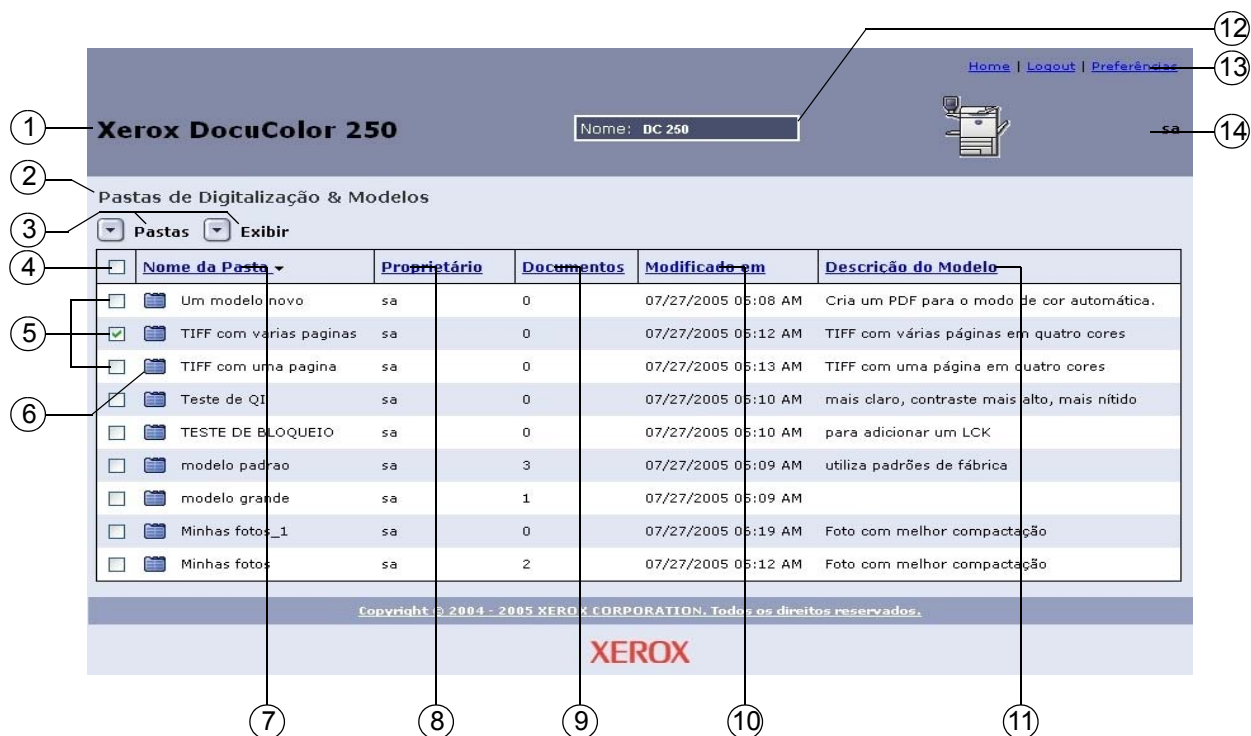 12
Home | Logout | Preferências 13
1 Xerox DocuColor 250 Nome: DC 250 sa 14
2
Pastas de Digitalização & Modelos
3 Pastas Exibir
4 Nome da Pasta Proprietário Documentos Modificado em Descrição do Modelo
Um modelo novo sa 0 07/27/2005 05:08 AM Cria um PDF para o modo de cor automática.
5 TIFF com varias paginas sa 0 07/27/2005 05:12 AM TIFF com várias páginas em quatro cores
TIFF com uma pagina sa 0 07/27/2005 05:13 AM TIFF com uma página em quatro cores
6 Teste de QI sa 0 07/27/2005 05:10 AM mais claro, contraste mais alto, mais nítido
TESTE DE BLOQUEIO sa 0 07/27/2005 05:10 AM para adicionar um LCK
modelo padrao sa 3 07/27/2005 05:09 AM utiliza padrões de fábrica
modelo grande sa 1 07/27/2005 05:09 AM
Minhas fotos_1 sa 0 07/27/2005 05:19 AM Foto com melhor compactação
Minhas fotos sa 2 07/27/2005 05:12 AM Foto com melhor compactação
Copyright © 2004 - 2005 XEROX CORPORATION. Todos os direitos reservados.
XEROX
7 8 9 10 11